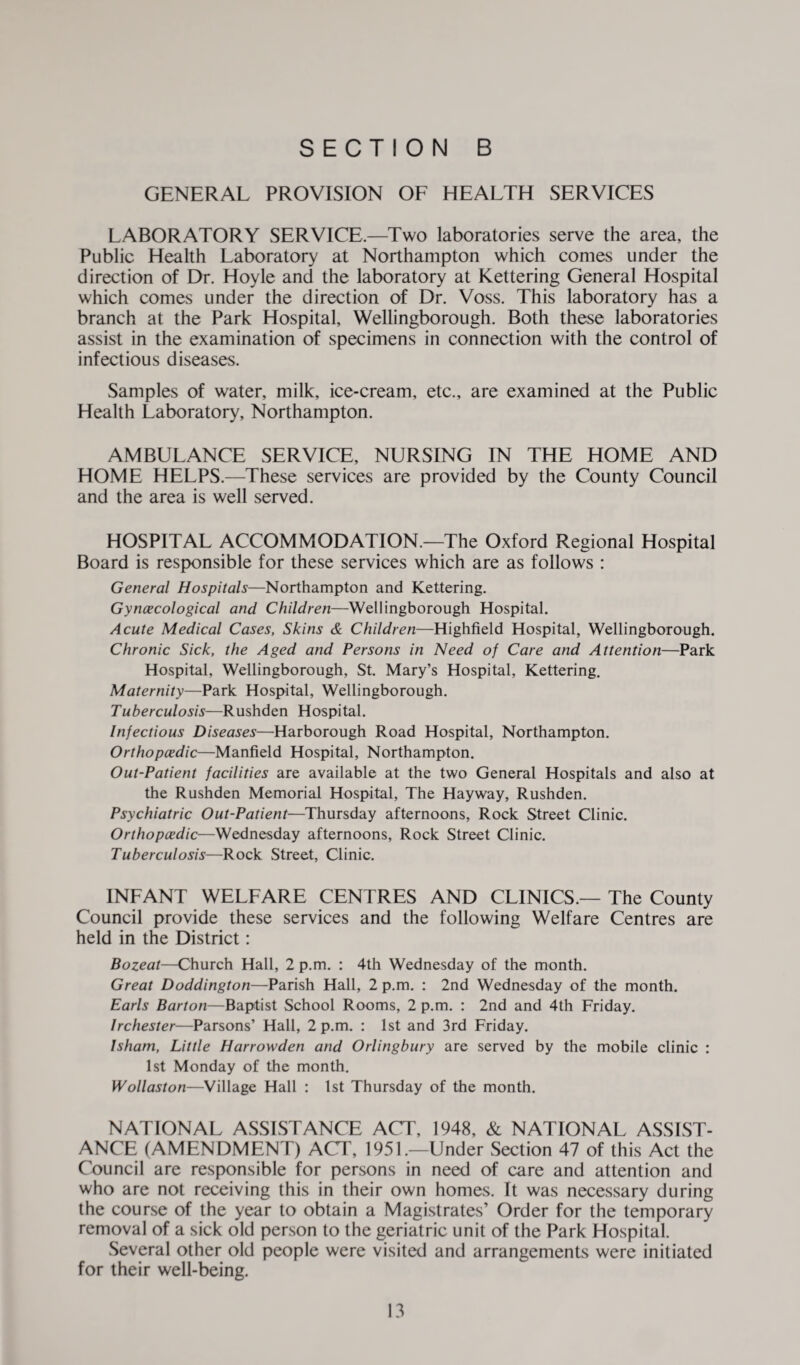 SECTION B
GENERAL PROVISION OF HEALTH SERVICES
LABORATORY SERVICE.—Two laboratories serve the area, the
Public Health Laboratory at Northampton which comes under the
direction of Dr. Hoyle and the laboratory at Kettering General Hospital
which comes under the direction of Dr. Voss. This laboratory has a
branch at the Park Hospital, Wellingborough. Both these laboratories
assist in the examination of specimens in connection with the control of
infectious diseases.
Samples of water, milk, ice-cream, etc., are examined at the Public
Health Laboratory, Northampton.
AMBULANCE SERVICE, NURSING IN THE HOME AND
HOME HELPS.—These services are provided by the County Council
and the area is well served.
HOSPITAL ACCOMMODATION.—The Oxford Regional Hospital
Board is responsible for these services which are as follows :
General Hospitals—Northampton and Kettering.
Gynæcological and Children—Wellingborough Hospital.
Acute Medical Cases, Skins & Children—Highfield Hospital, Wellingborough.
Chronic Sick, the Aged and Persons in Need of Care and Attention—Park
Hospital, Wellingborough, St. Mary's Hospital, Kettering.
Maternity—Park Hospital, Wellingborough.
Tuberculosis—Rushden Hospital.
Infectious Diseases—Harborough Road Hospital, Northampton.
Orthopædic—Manfield Hospital, Northampton.
Out-Patient facilities are available at the two General Hospitals and also at
the Rushden Memorial Hospital, The Hayway, Rushden.
Psychiatric Out-Patient—Thursday afternoons, Rock Street Clinic.
Orthopædic—Wednesday afternoons, Rock Street Clinic.
Tuberculosis—Rock Street, Clinic.
INFANT WELFARE CENTRES AND CLINICS.— The County
Council provide these services and the following Welfare Centres are
held in the District :
Bozeat—Church Hall, 2 p.m. : 4th Wednesday of the month.
Great Doddington—Parish Hall, 2 p.m. : 2nd Wednesday of the month.
Earls Barton—Baptist School Rooms, 2 p.m. : 2nd and 4th Friday.
Irchester—Parsons' Hall, 2 p.m. : 1st and 3rd Friday.
Isham, Little Harrowden and Orlingbury are served by the mobile clinic :
1st Monday of the month.
Wollaston—Village Hall : 1st Thursday of the month.
NATIONAL ASSISTANCE ACT, 1948, & NATIONAL ASSIST-
ANCE (AMENDMENT) ACT, 1951.—Under Section 47 of this Act the
Council are responsible for persons in need of care and attention and
who are not receiving this in their own homes. It was necessary during
the course of the year to obtain a Magistrates' Order for the temporary
removal of a sick old person to the geriatric unit of the Park Hospital.
Several other old people were visited and arrangements were initiated
for their well-being.
13